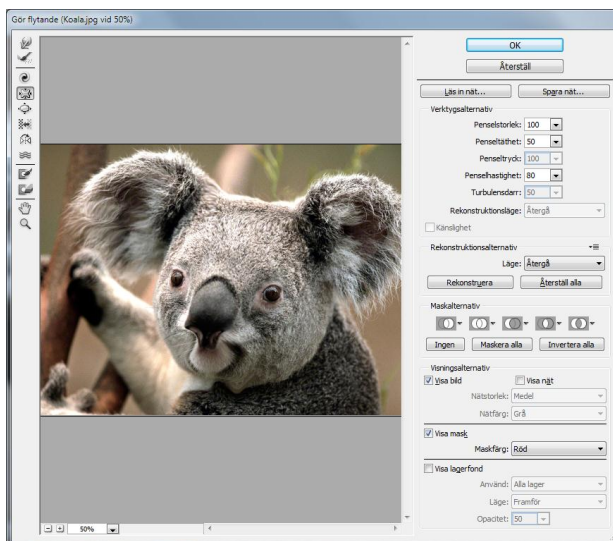 Gör flytande (Koala.jpg vid 50%)
OK
Återställ
Läs in nät... Spara nät...
Verktygsalternativ
Penselstorlek: 100
Penseltäthet: 50
Penseltryck: 100
Penselhastighet: 80
Turbulensdarr: 50
Rekonstruktionsläge: Återgå
Känslighet
Rekonstruktionsalternativ
Läge: Återgå
Rekonstruera Återställ alla
Maskalternativ
Ingen Maskera alla Invertera alla
Visningsalternativ
Visa bild Visa nät
Nätstorlek: Medel
Nätfärg: Grå
Visa mask
Maskfärg: Röd
Visa lagerfond
Använd: Alla lager
Läge: Framför
Opacitet: 50
50%